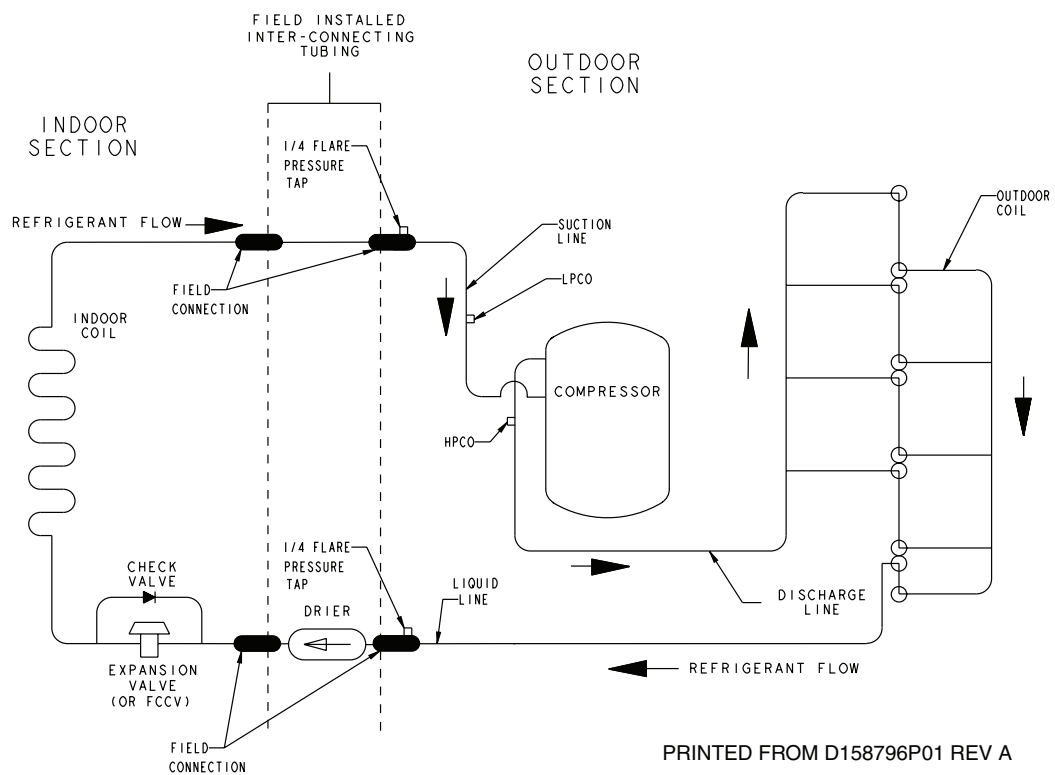 FIELD INSTALLED
INTER-CONNECTING
TUBING
OUTDOOR
SECTION
INDOOR
SECTION
1/4 FLARE
PRESSURE
TAP
REFRIGERANT FLOW
OUTDOOR
COIL
SUCTION
LINE
LPCO
FIELD
CONNECTION
INDOOR
COIL
COMPRESSOR
HPCO
1/4 FLARE
PRESSURE
TAP
CHECK
VALVE
LIQUID
LINE
DISCHARGE
LINE
DRIER
EXPANSION
VALVE
(OR FCCV)
REFRIGERANT FLOW
FIELD
CONNECTION
PRINTED FROM D158796P01 REV A